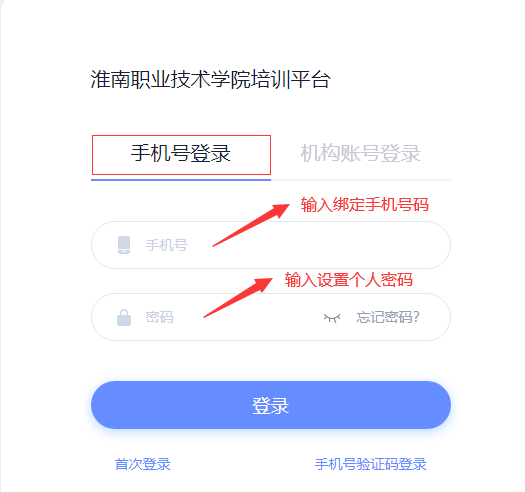 淮南职业技术学院培训平台
手机号登录 机构账号登录
输入绑定手机号码
手机号
输入设置个人密码
密码 忘记密码?
登录
首次登录 手机号验证码登录